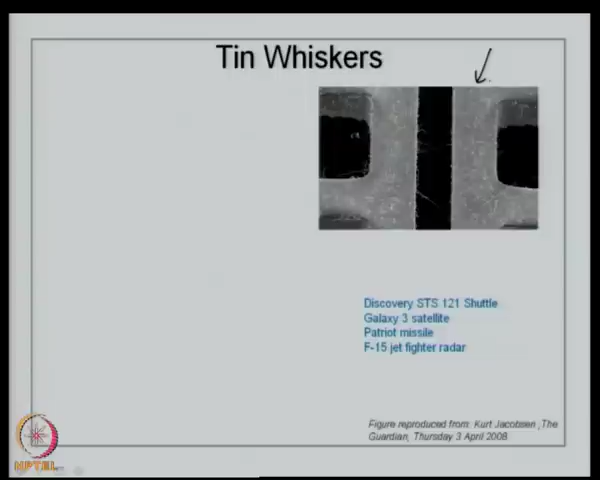 Tin Whiskers
Discovery STS 121 Shuttle
Galaxy 3 satellite
Patriot missile
F-15 jet fighter radar
Figure reproduced from: Kurt Jacobsen ,The
Guardian, Thursday 3 April 2008
NPTEL